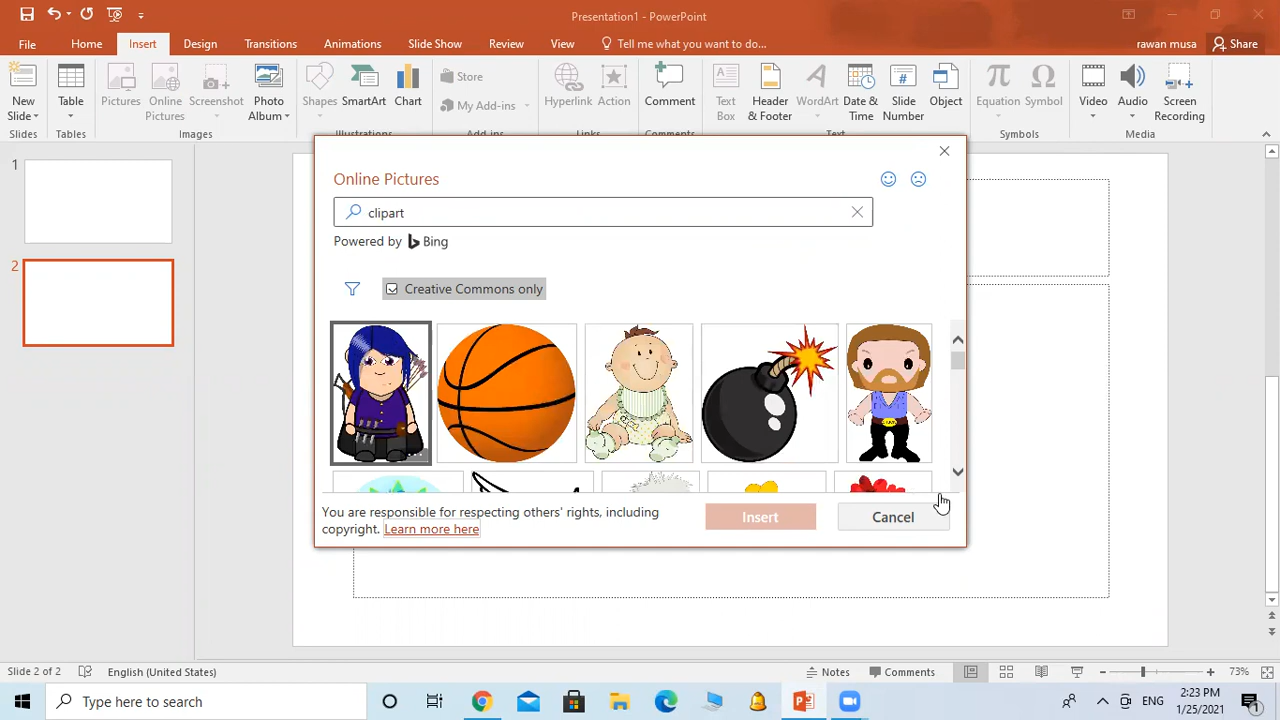 Presentation1 - PowerPoint
File Home Insert Design Transitions Animations Slide Show Review View Tell me what you want to do... rawan musa Share
New Slide Table Pictures Online Pictures Screenshot Photo Album Shapes SmartArt Chart Store My Add-ins Hyperlink Action Comment Text Box Header & Footer WordArt Date & Time Slide Number Object Equation Symbol Video Audio Screen Recording
Slides Tables Images Illustrations Add-ins Links Comments Text Symbols Media
1
2
Online Pictures
clipart
Powered by Bing
Creative Commons only
You are responsible for respecting others' rights, including
copyright. Learn more here
Insert Cancel
Slide 2 of 2 English (United States) Notes Comments 73%
Type here to search
ENG
2:23 PM
1/25/2021
1